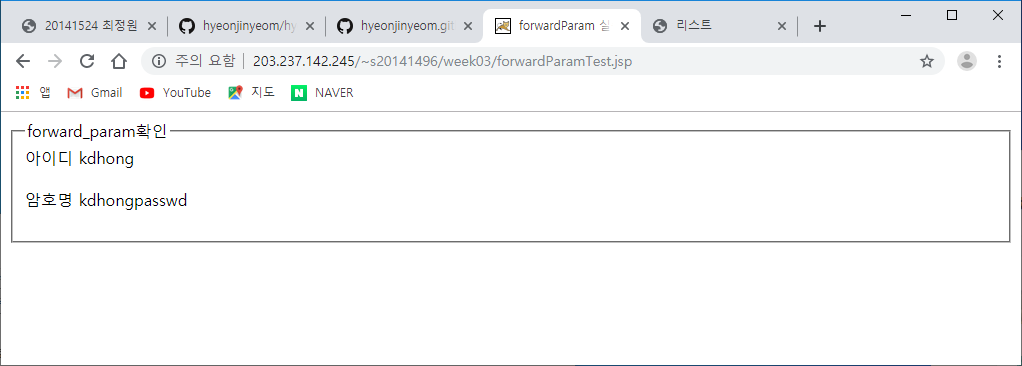 20141524 최정원
hyeonjinyeom/hy
hyeonjinyeom.git
forwardParam 실
리스트
주의 요함 | 203.237.142.245/~s20141496/week03/forwardParamTest.jsp
앱 Gmail YouTube 지도 NAVER
forward_param확인
아이디 kdhong
암호명 kdhongpasswd